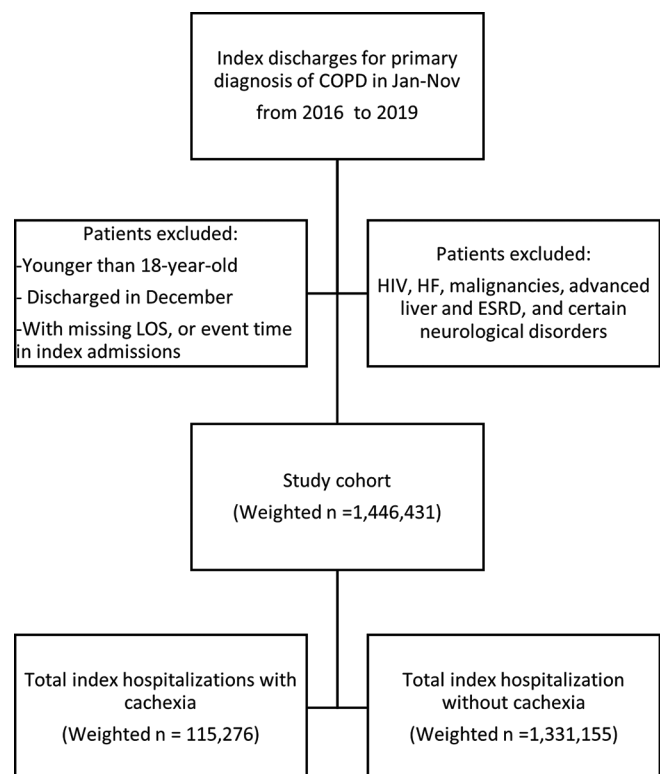 Index discharges for primary
diagnosis of COPD in Jan-Nov
from 2016 to 2019
Patients excluded:
-Younger than 18-year-old
- Discharged in December
-With missing LOS, or event time
in index admissions
Patients excluded:
HIV, HF, malignancies, advanced
liver and ESRD, and certain
neurological disorders
Study cohort
(Weighted n =1,446,431)
Total index hospitalizations with
cachexia
(Weighted n = 115,276)
Total index hospitalization
without cachexia
(Weighted n =1,331,155)